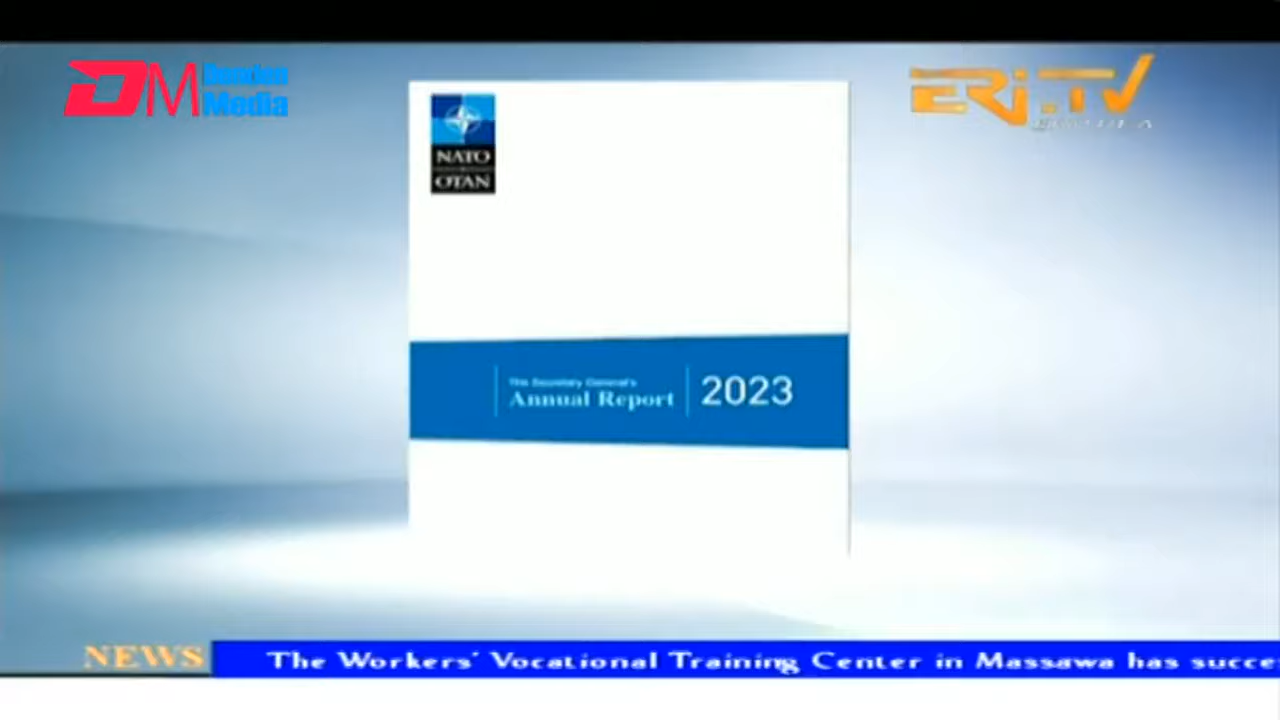 DM
Media
ERi.TV
NATO
OTAN
The Secretary General's
Annual Report
2023
NEWS
The Workers' Vocational Training Center in Massawa has succe